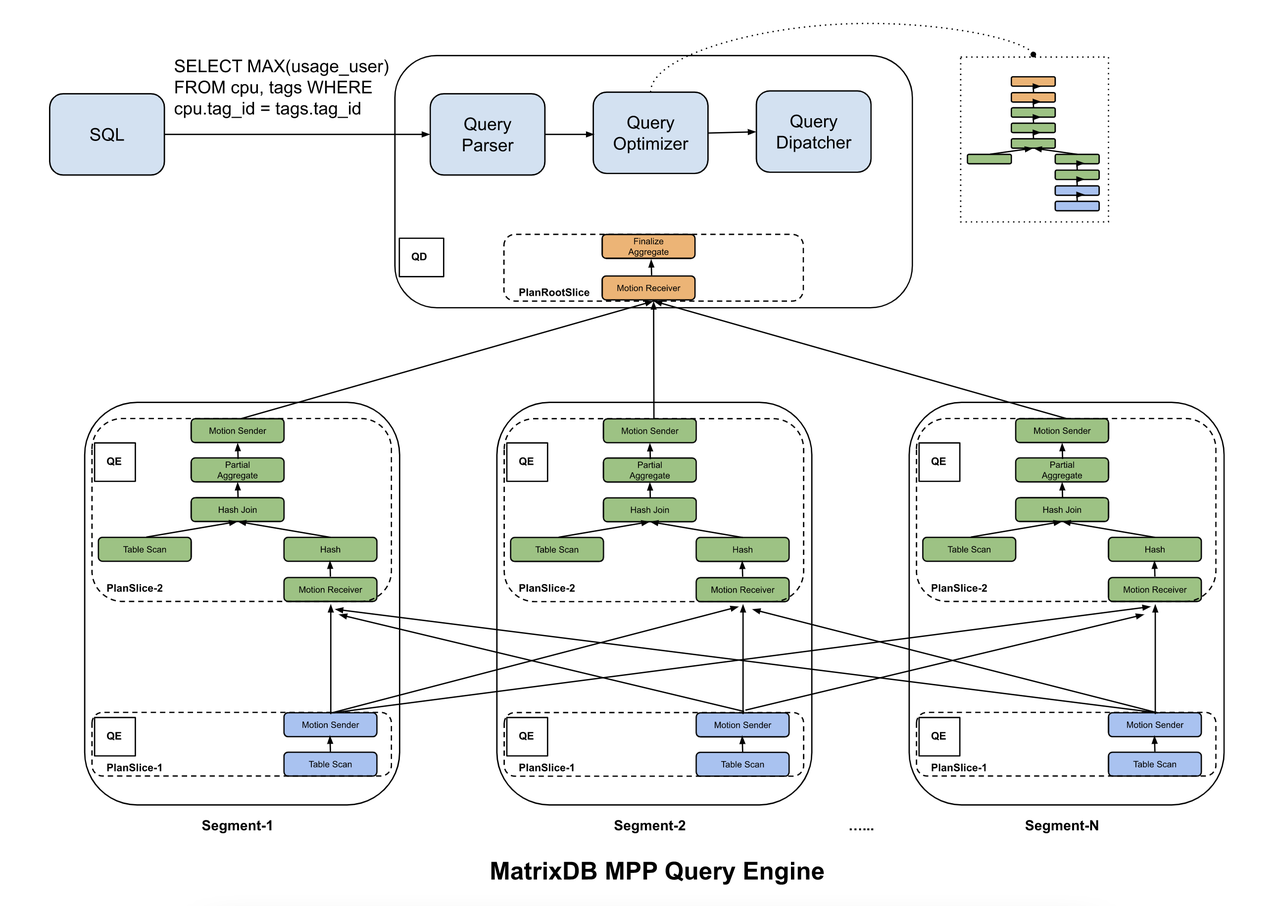 SELECT MAX(usage_user)
FROM cpu, tags WHERE
cpu.tag_id = tags.tag_id
SQL
Query
Parser
Query
Optimizer
Query
Dipatcher
QD
Finalize
Aggregate
Motion Receiver
PlanRootSlice
Motion Sender
QE
Partial
Aggregate
Hash Join
Table Scan
Hash
PlanSlice-2
Motion Receiver
Motion Sender
QE
Partial
Aggregate
Hash Join
Table Scan
Hash
PlanSlice-2
Motion Receiver
Motion Sender
QE
Partial
Aggregate
Hash Join
Table Scan
Hash
PlanSlice-2
Motion Receiver
QE
Motion Sender
Table Scan
PlanSlice-1
QE
Motion Sender
Table Scan
PlanSlice-1
QE
Motion Sender
Table Scan
PlanSlice-1
Segment-1
Segment-2
......
Segment-N
MatrixDB MPP Query Engine